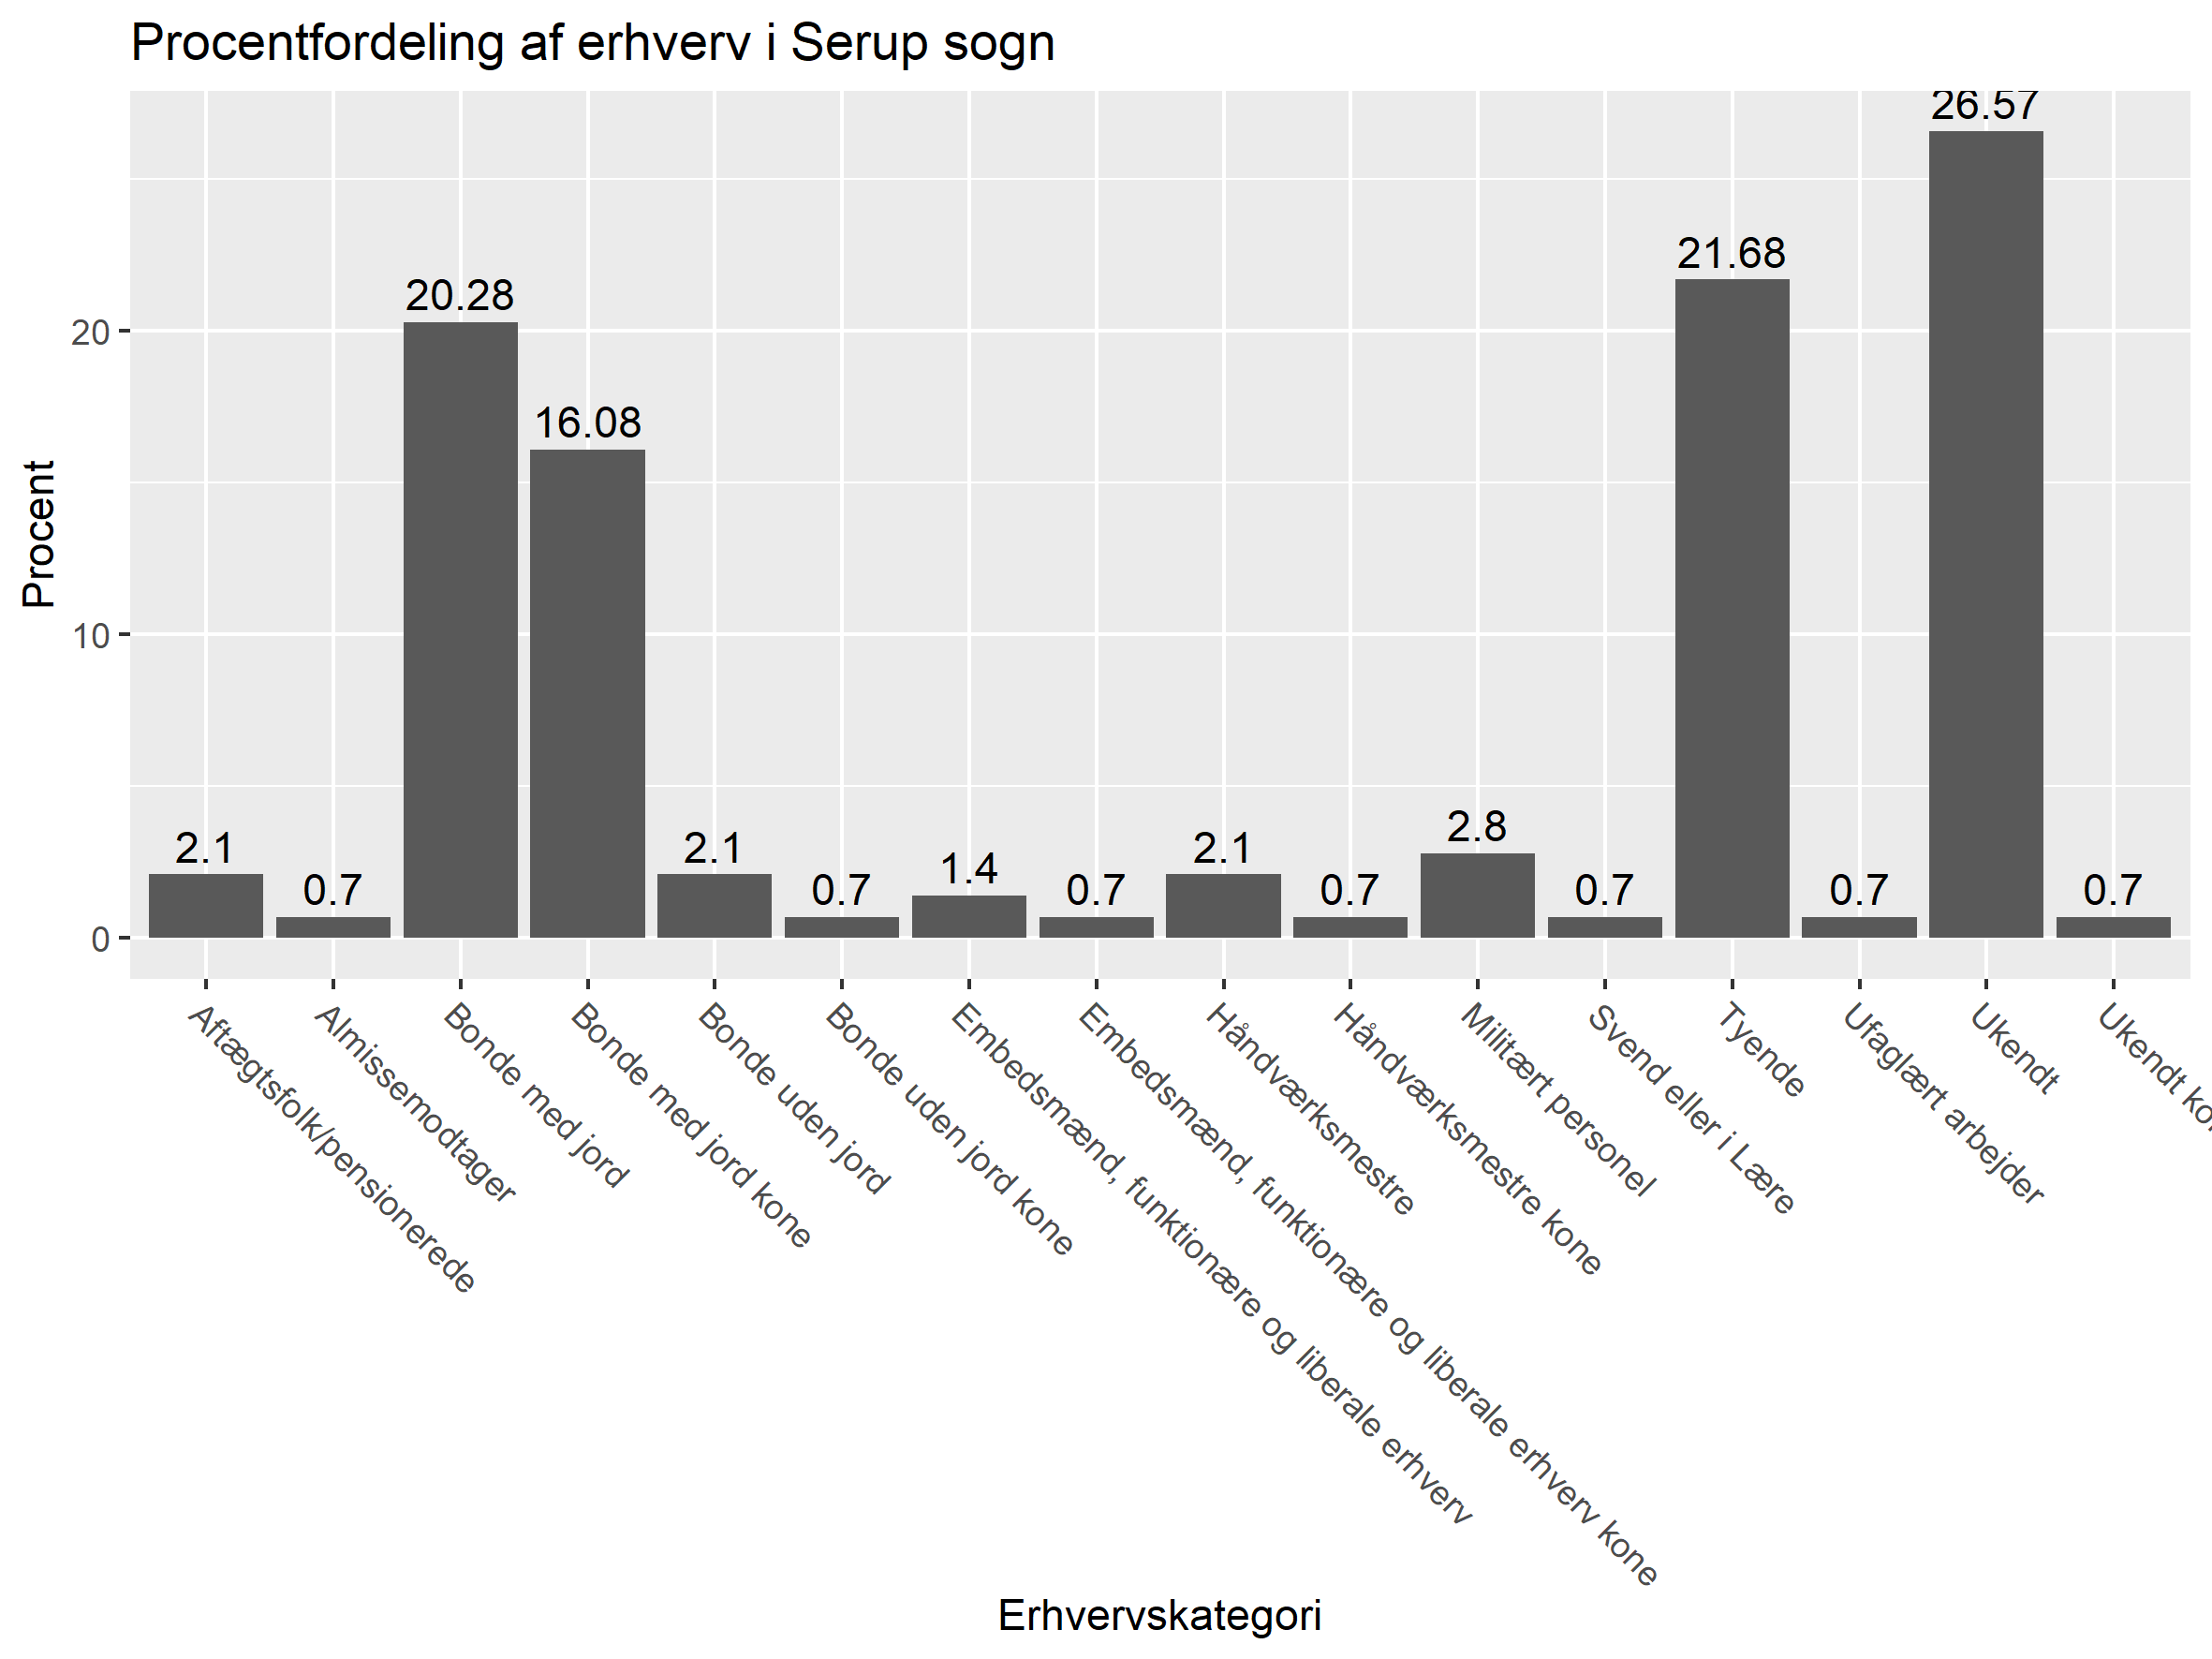 Procentfordeling af erhverv i Serup sogn
Procent
20
10
0
2.1
0.7
20.28
16.08
2.1
0.7
1.4
0.7
2.1
0.7
2.8
0.7
21.68
0.7
26.57
0.7
Aftægtsfolk/pensionerede
Almissemodtager
Bonde med jord
Bonde med jord kone
Bonde uden jord
Bonde uden jord kone
Embedsmænd, funktionære og liberale erhverv
Embedsmænd, funktionære og liberale erhverv kone
Håndværksmestre
Håndværksmestre kone
Militært personel
Svend eller i Lære
Tyende
Ufaglært arbejder
Ukendt
Ukendt
Erhvervskategori